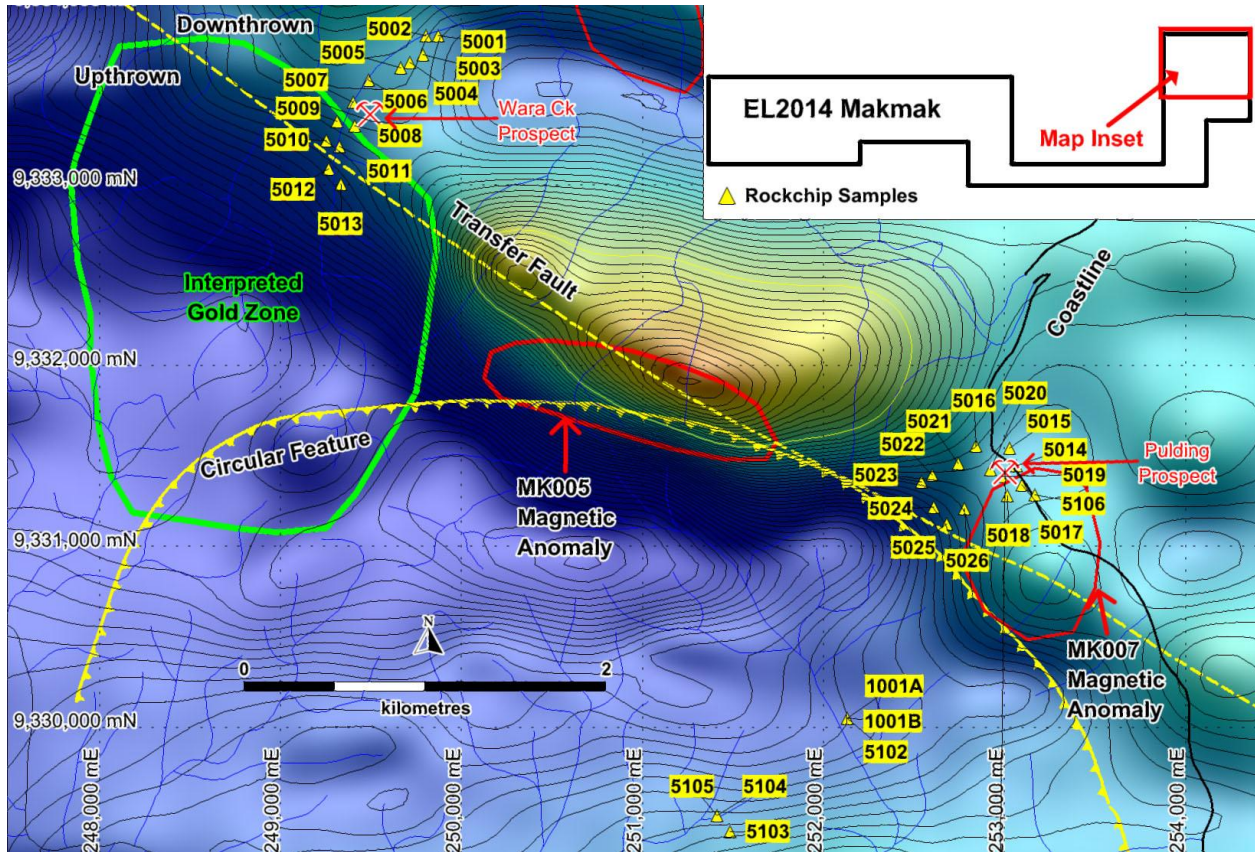 Downthrown
Upthrown
5002
5001
5005
5003
5007
5004
5006
5009
5008
5010
5011
5012
5013
Wara Ck
Prospect
EL2014 Makmak
Map Inset
Rockchip Samples
9,333,000 mN
Interpreted
Gold Zone
Transfer Fault
Coastline
9,332,000 mN
Circular Feature
MK005
Magnetic
Anomaly
5016
5020
5021
5015
5022
5014
Pulding
Prospect
5023
5019
5024
5106
5018
5017
5025
5026
9,331,000 mN
N
0
2
kilometres
MK007
Magnetic
Anomaly
1001A
1001B
5102
9,330,000 mN
5105
5104
5103
248,000 mE
249,000 mE
250,000 mE
251,000 mE
252,000 mE
253,000 mE
254,000 mE